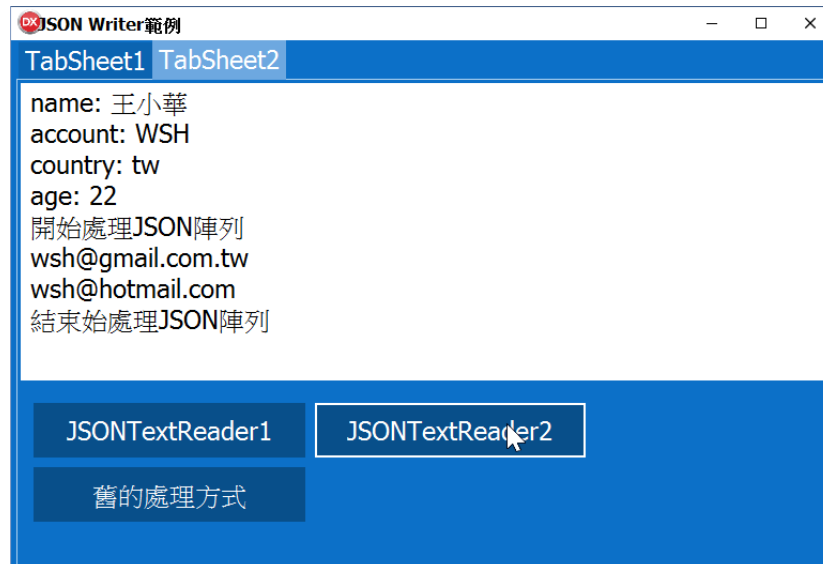 JSON Writer範例
TabSheet1 TabSheet2
name: 王小華
account: WSH
country: tw
age: 22
開始處理JSON陣列
wsh@gmail.com.tw
wsh@hotmail.com
結束始處理JSON陣列
JSONTextReader1 JSONTextReader2
舊的處理方式